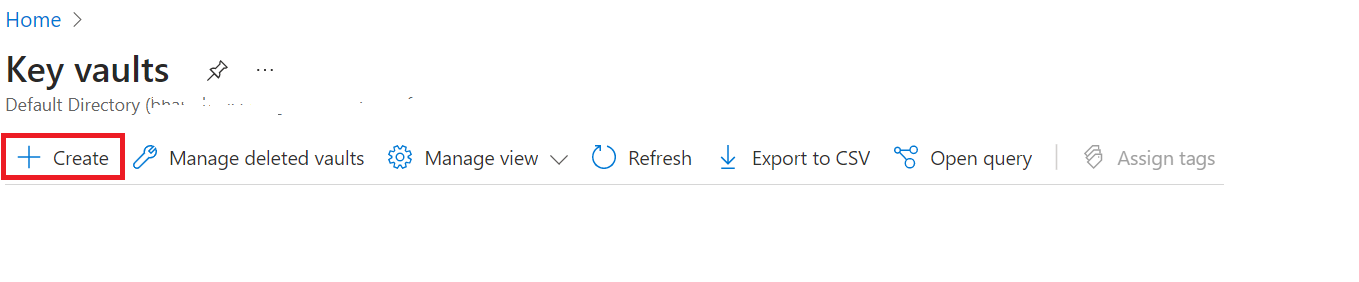 Home
Key vaults
Default Directory
Create Manage deleted vaults Manage view Refresh Export to CSV Open query Assign tags